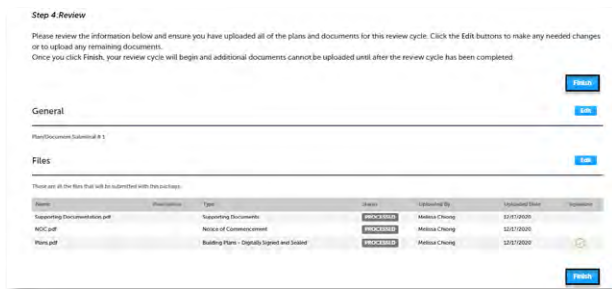 Step 4:Review
Please review the information below and ensure you have uploaded all of the plans and documents for this review cycle. Click the Edit buttons to make any needed changes
or to upload any remaining documents.
Once you click Finish, your review cycle will begin and additional documents cannot be uploaded until after the review cycle has been completed
Finish
General Edit
Plan/Document Submittal # 1
Files Edit
These are all the files that will be submitted with this package.
Name Description Type Status Uploaded By Uploaded Date
Supporting Documentation.pdf Supporting Documents PROCESSED Melissa Chiong 12/17/2020
NOC.pdf Notice of Commencement PROCESSED Melissa Chiong 12/17/2020
Plans.pdf Building Plans - Digitally Signed and Sealed PROCESSED Melissa Chiong 12/17/2020
Finish